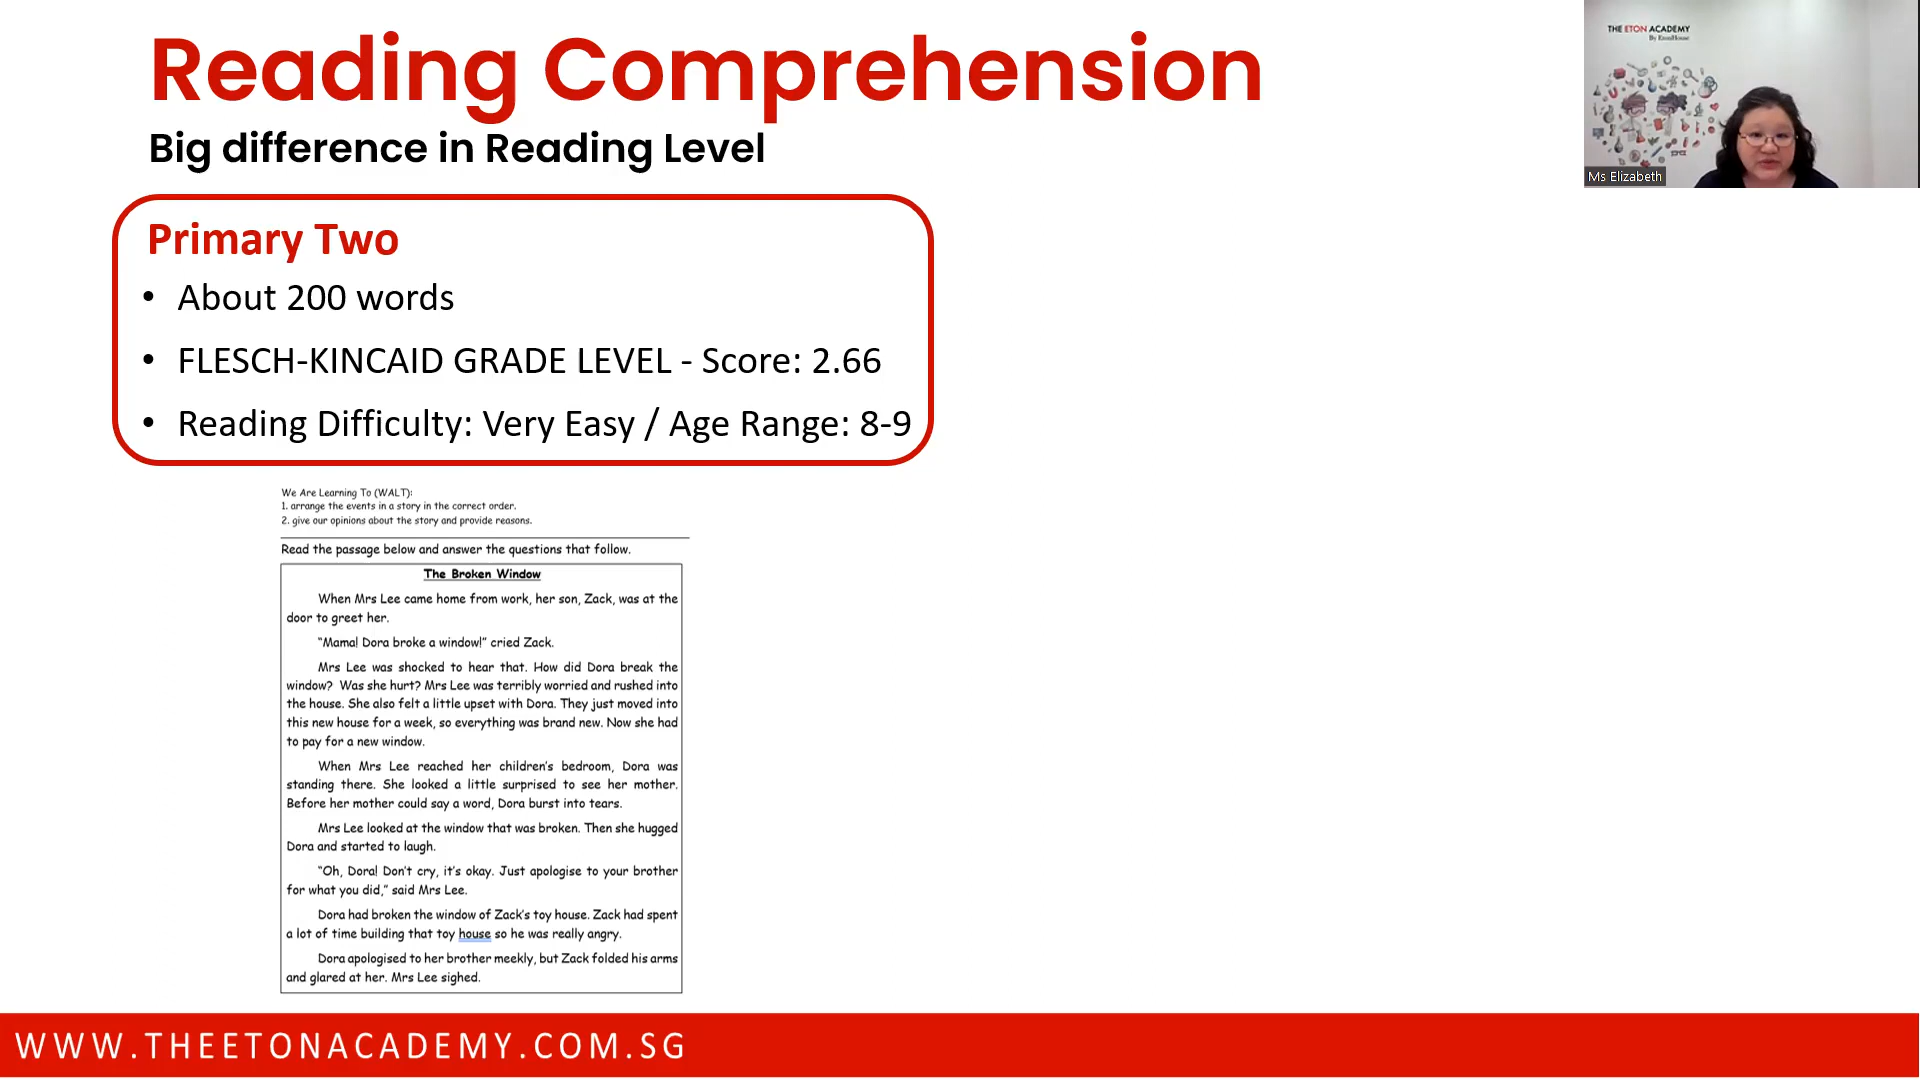 Reading Comprehension
Big difference in Reading Level
THE ETON ACADEMY
By EtonHouse
Ms Elizabeth
Primary Two
• About 200 words
• FLESCH-KINCAID GRADE LEVEL - Score: 2.66
• Reading Difficulty: Very Easy / Age Range: 8-9
We Are Learning To (WALT):
1. arrange the events in a story in the correct order.
2. give our opinions about the story and provide reasons.
Read the passage below and answer the questions that follow.
The Broken Window
When Mrs Lee came home from work, her son, Zack, was at the
door to greet her.
“Mama! Dora broke a window!” cried Zack.
Mrs Lee was shocked to hear that. How did Dora break the
window? Was she hurt? Mrs Lee was terribly worried and rushed into
the house. She also felt a little upset with Dora. They just moved into
this new house for a week, so everything was brand new. Now she had
to pay for a new window.
When Mrs Lee reached her children’s bedroom, Dora was
standing there. She looked a little surprised to see her mother.
Before her mother could say a word, Dora burst into tears.
Mrs Lee looked at the window that was broken. Then she hugged
Dora and started to laugh.
“Oh, Dora! Don’t cry, it’s okay. Just apologise to your brother
for what you did,” said Mrs Lee.
Dora had broken the window of Zack’s toy house. Zack had spent
a lot of time building that toy house so he was really angry.
Dora apologised to her brother meekly, but Zack folded his arms
and glared at her. Mrs Lee sighed.
WWW.THEETONACADEMY.COM.SG